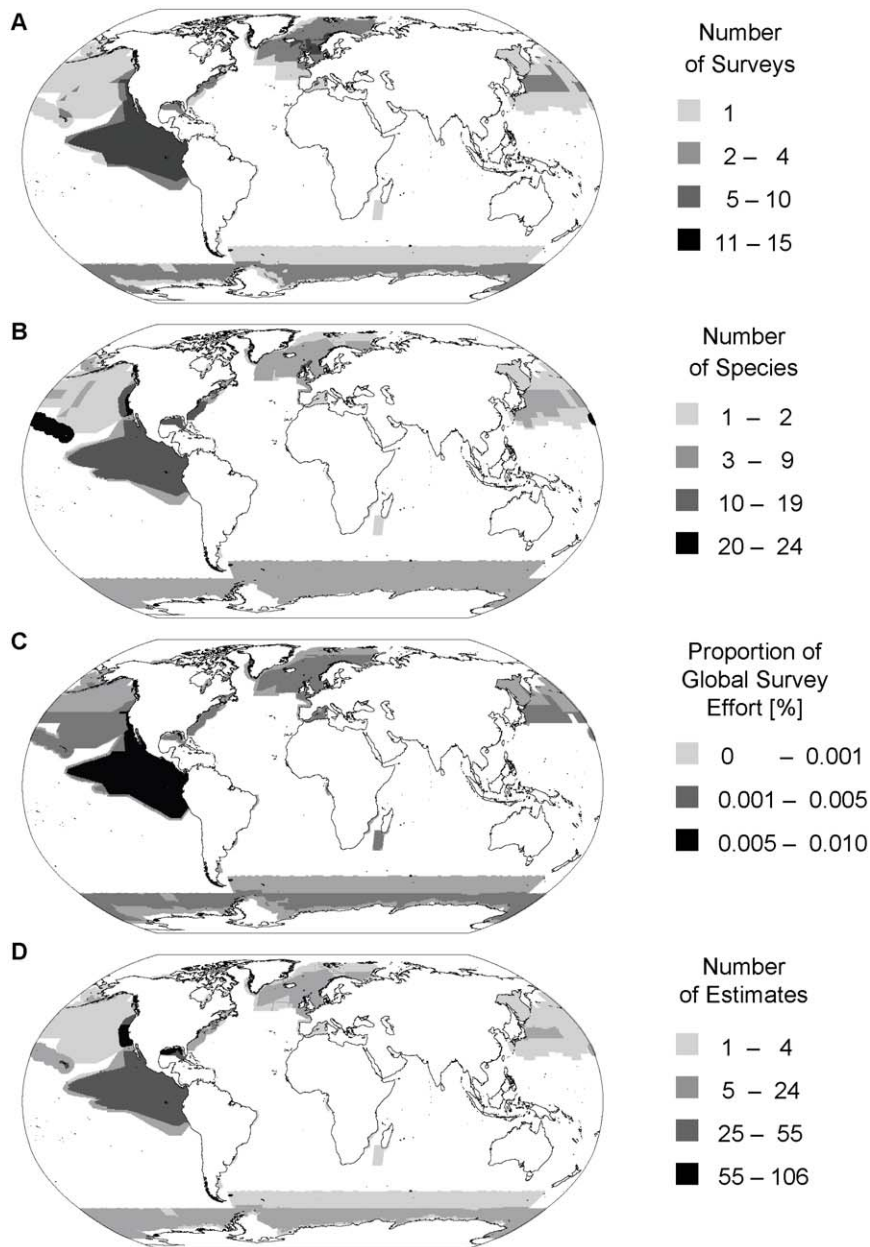 A
Number
of Surveys
1
2 – 4
5 – 10
11 – 15
B
Number
of Species
1 – 2
3 – 9
10 – 19
20 – 24
C
Proportion of
Global Survey
Effort [%]
0 – 0.001
0.001 – 0.005
0.005 – 0.010
D
Number
of Estimates
1 – 4
5 – 24
25 – 55
55 – 106